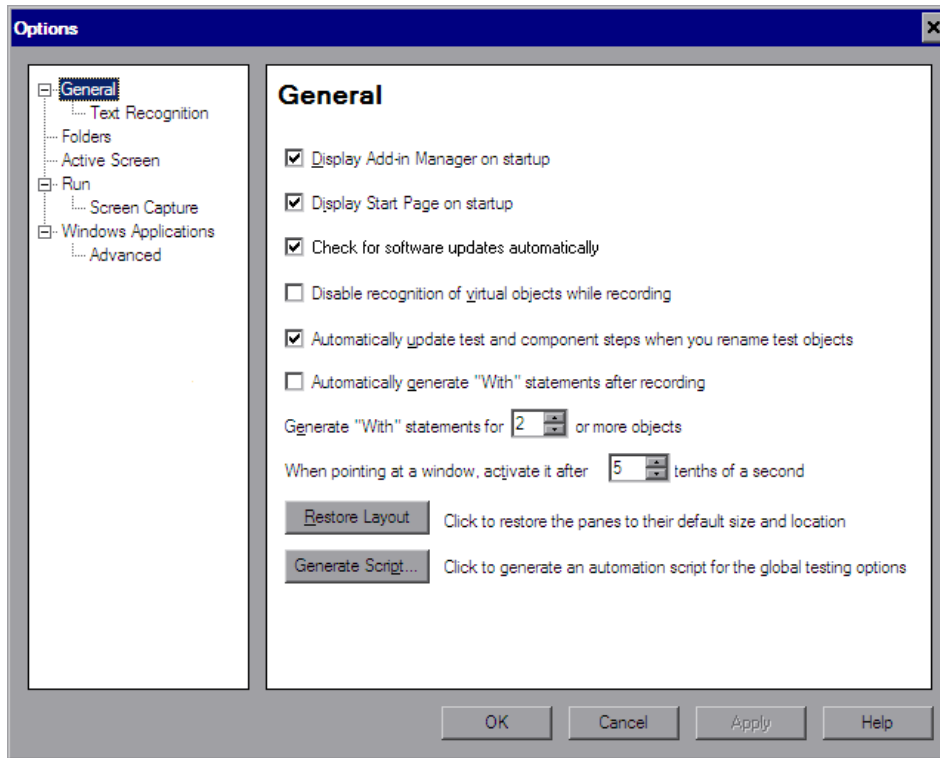 Options
General
Text Recognition
Folders
Active Screen
Run
Screen Capture
Windows Applications
Advanced
General
Display Add-in Manager on startup
Display Start Page on startup
Check for software updates automatically
Disable recognition of virtual objects while recording
Automatically update test and component steps when you rename test objects
Automatically generate "With" statements after recording
Generate "With" statements for 2 or more objects
When pointing at a window, activate it after 5 tenths of a second
Restore Layout Click to restore the panes to their default size and location
Generate Script... Click to generate an automation script for the global testing options
OK Cancel Apply Help